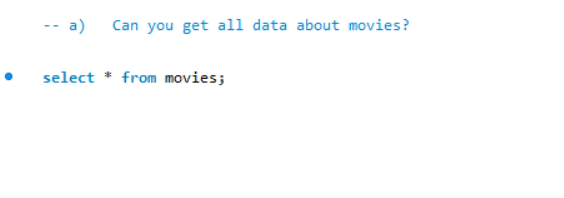 -- a)   Can you get all data about movies?
select * from movies;